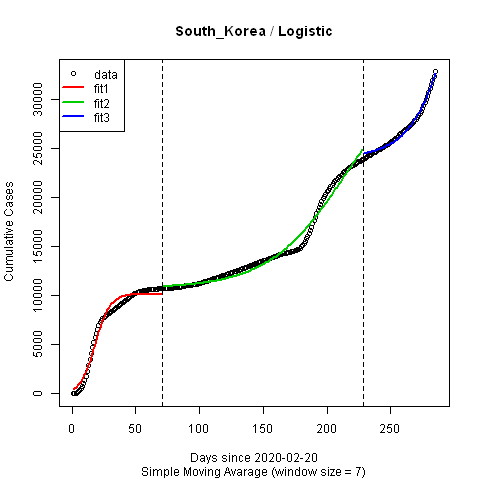 South_Korea / Logistic
data
fit1
fit2
fit3
Cumulative Cases
0
5000
10000
15000
20000
25000
30000
0 50 100 150 200 250
Days since 2020-02-20
Simple Moving Avarage (window size = 7)